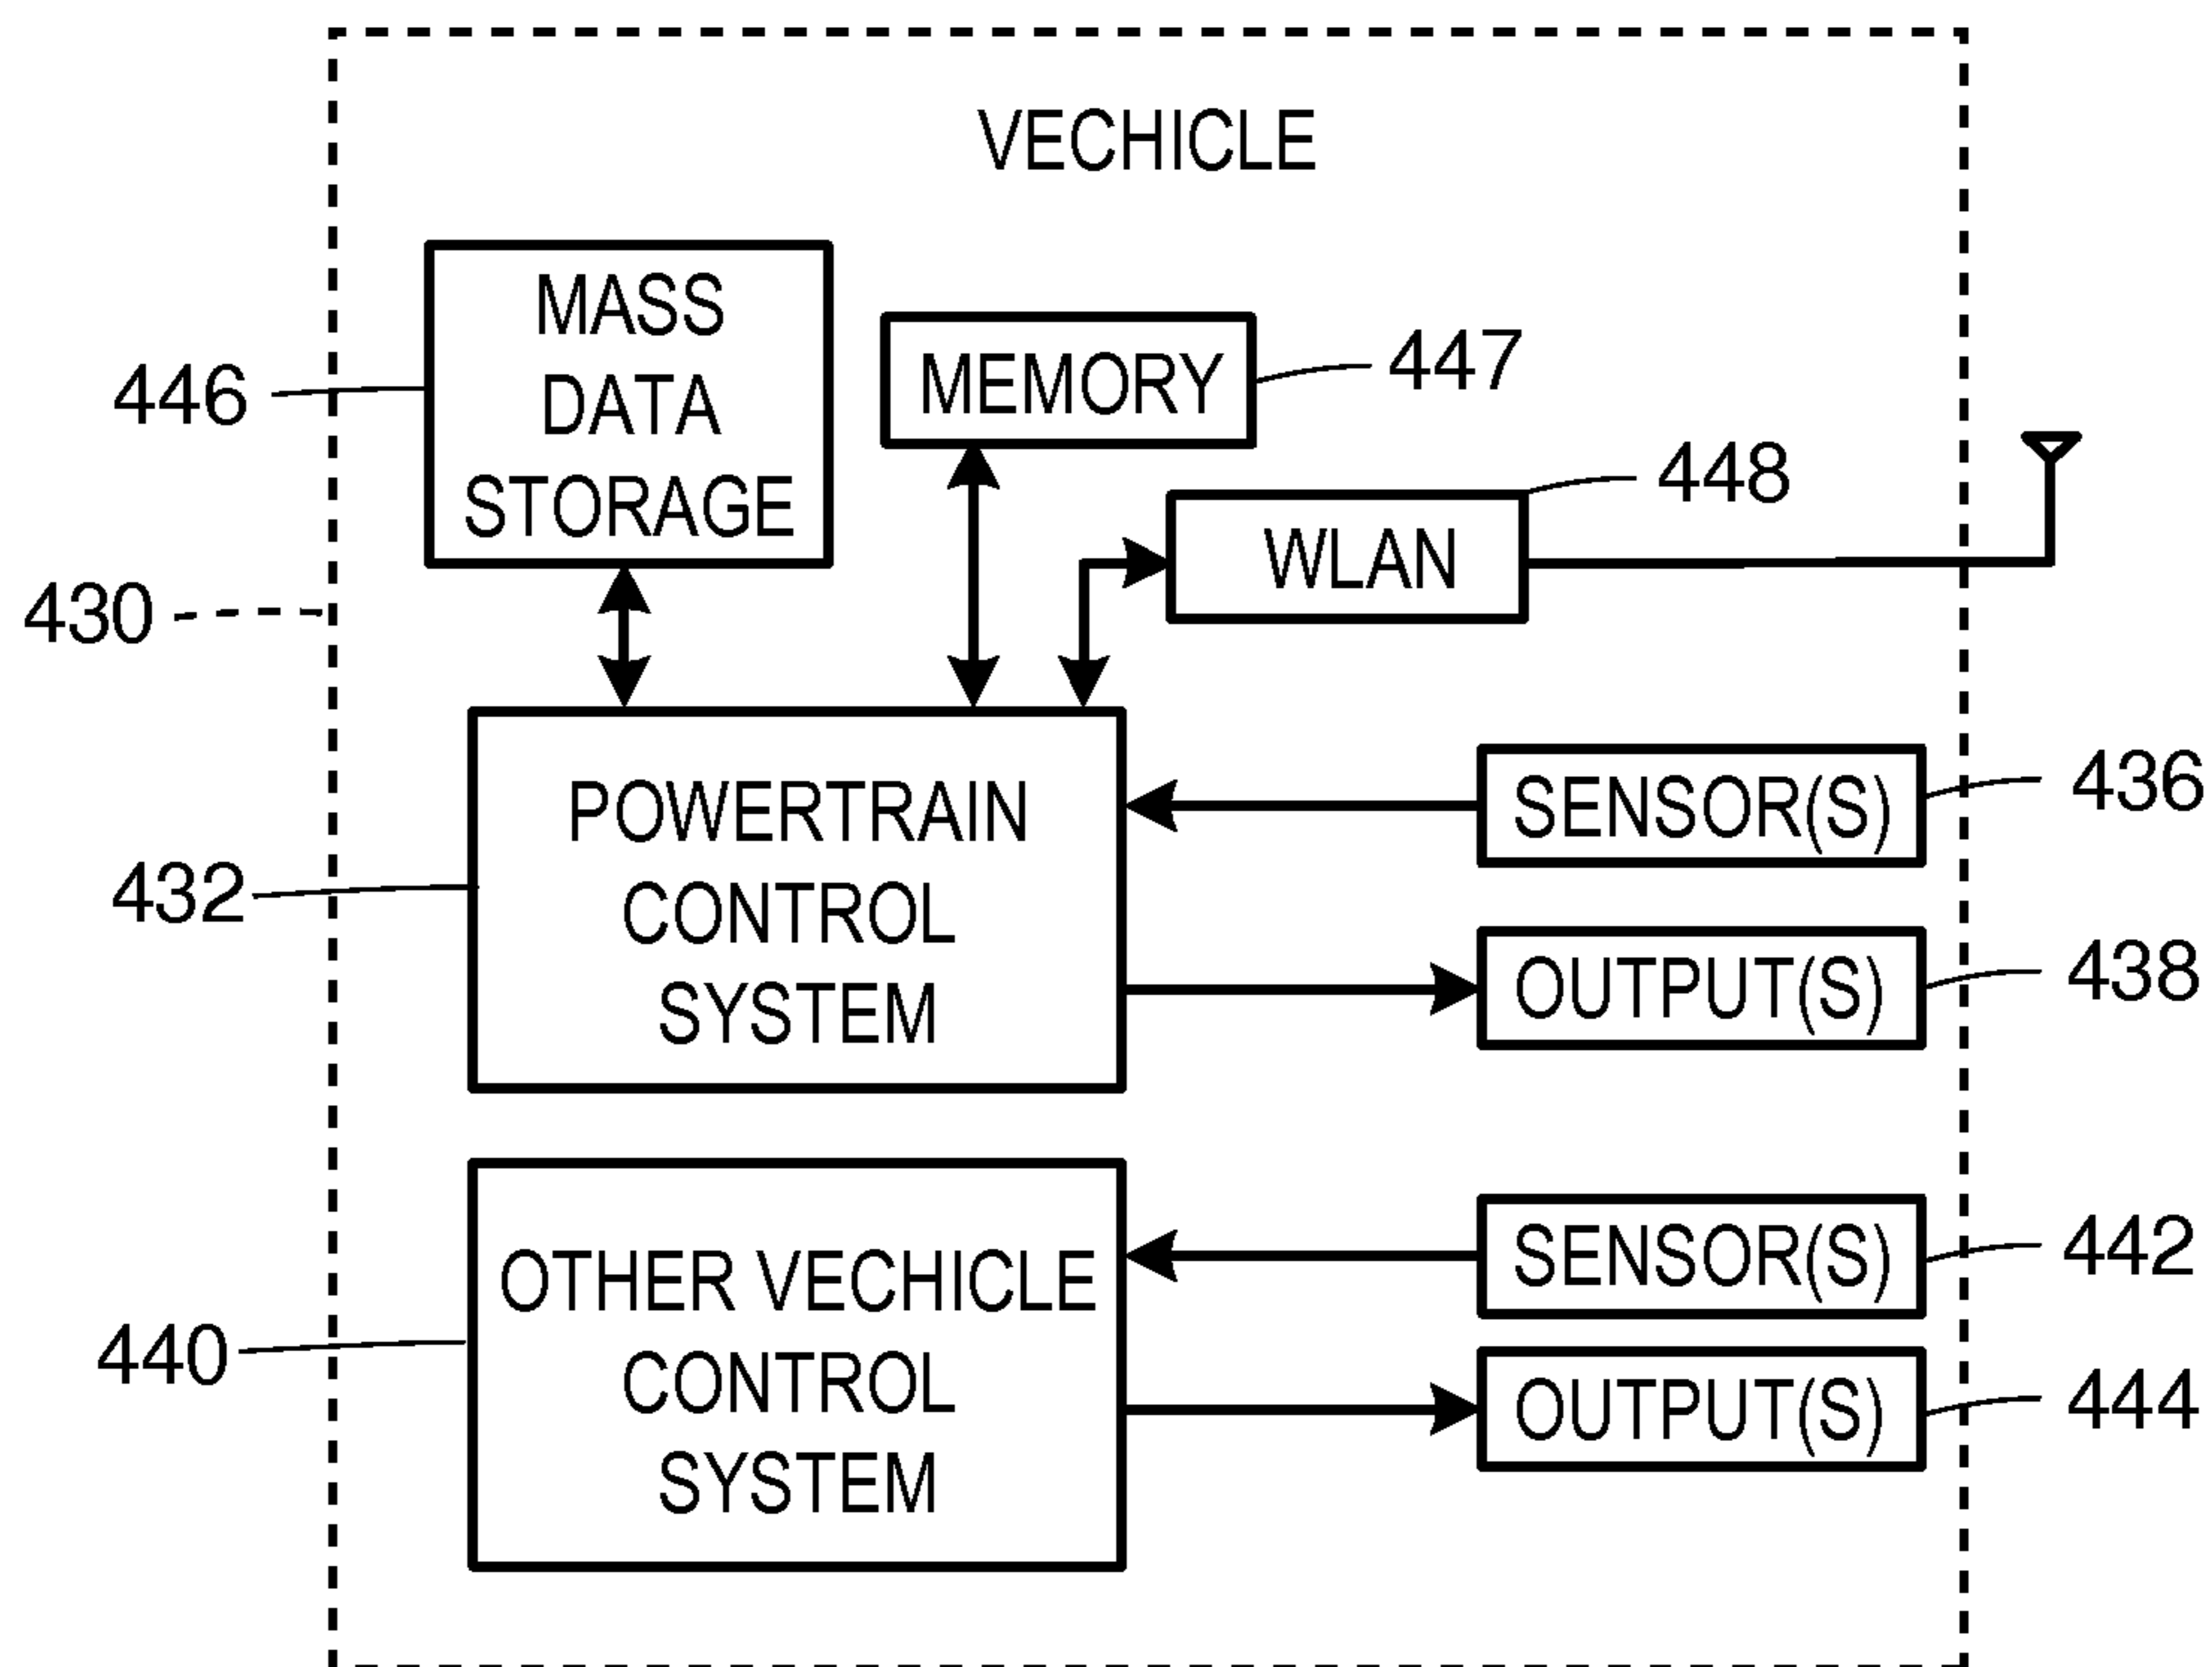 VECHICLE
MASS
DATA
STORAGE
446
MEMORY
447
WLAN
448
430
POWERTRAIN
CONTROL
SYSTEM
432
SENSOR(S)
436
OUTPUT(S)
438
OTHER VECHICLE
CONTROL
SYSTEM
440
SENSOR(S)
442
OUTPUT(S)
444